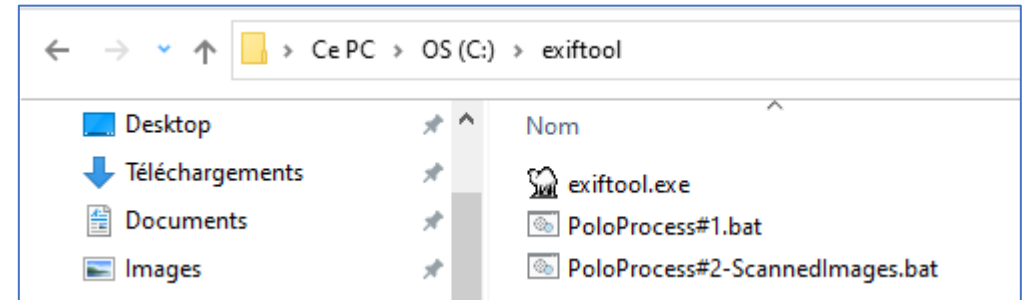 Ce PC > OS (C:) > exiftool
Desktop
Téléchargements
Documents
Images
Nom
exiftool.exe
PoloProcess#1.bat
PoloProcess#2-ScannedImages.bat